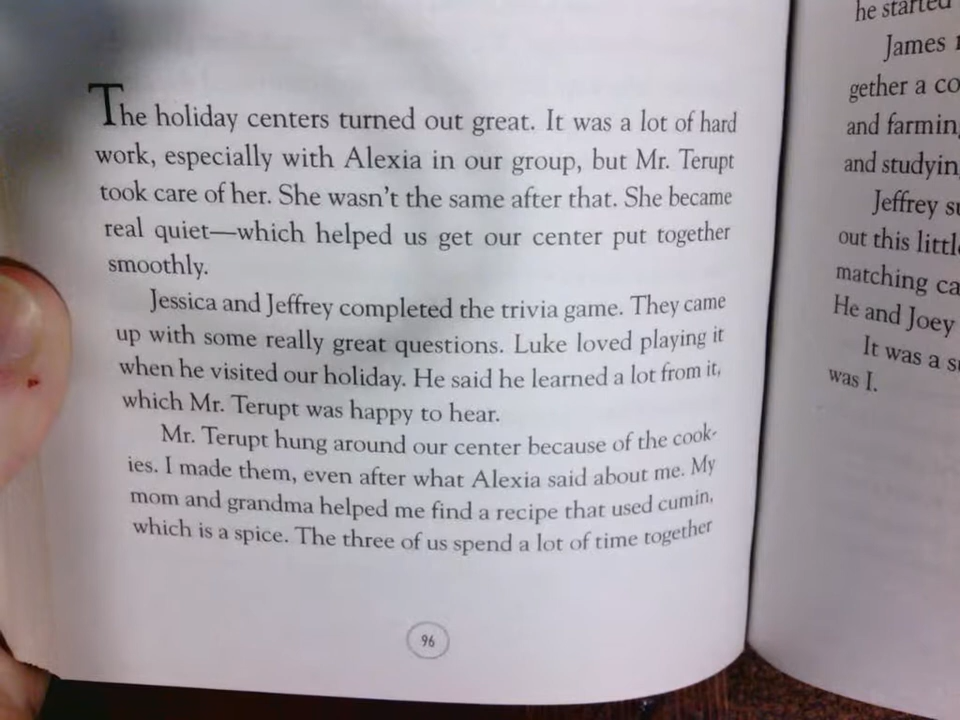 The holiday centers turned out great. It was a lot of hard
work, especially with Alexia in our group, but Mr. Terupt
took care of her. She wasn't the same after that. She became
real quiet—which helped us get our center put together
smoothly.
Jessica and Jeffrey completed the trivia game. They came
up with some really great questions. Luke loved playing it
when he visited our holiday. He said he learned a lot from it,
which Mr. Terupt was happy to hear.
Mr. Terupt hung around our center because of the cook-
ies. I made them, even after what Alexia said about me. My
mom and grandma helped me find a recipe that used cumin,
which is a spice. The three of us spend a lot of time together
96
he started
James
gether a
and
and
Jeffrey
out this
matching
He and Joey
It was a
was I.